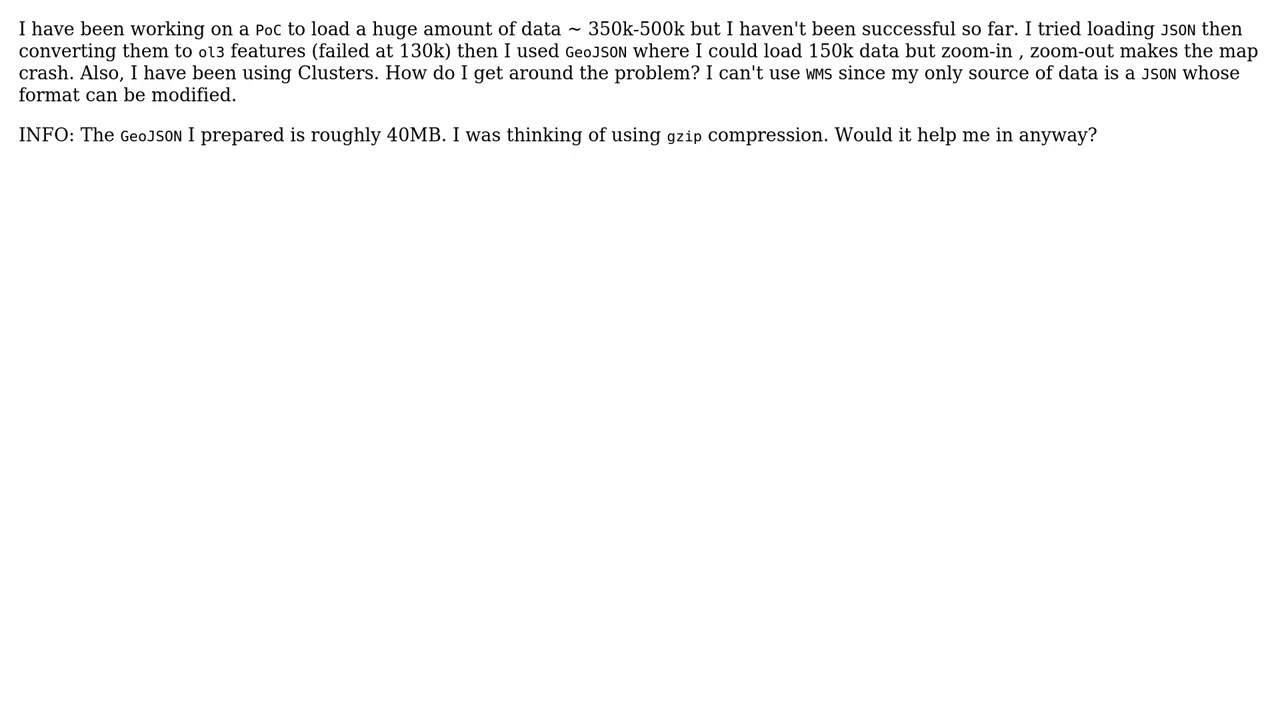 I have been working on a PoC to load a huge amount of data ~ 350k-500k but I haven't been successful so far. I tried loading JSON then
converting them to ol3 features (failed at 130k) then I used GeoJSON where I could load 150k data but zoom-in , zoom-out makes the map
crash. Also, I have been using Clusters. How do I get around the problem? I can't use WMS since my only source of data is a JSON whose
format can be modified.
INFO: The GeoJSON I prepared is roughly 40MB. I was thinking of using gzip compression. Would it help me in anyway?